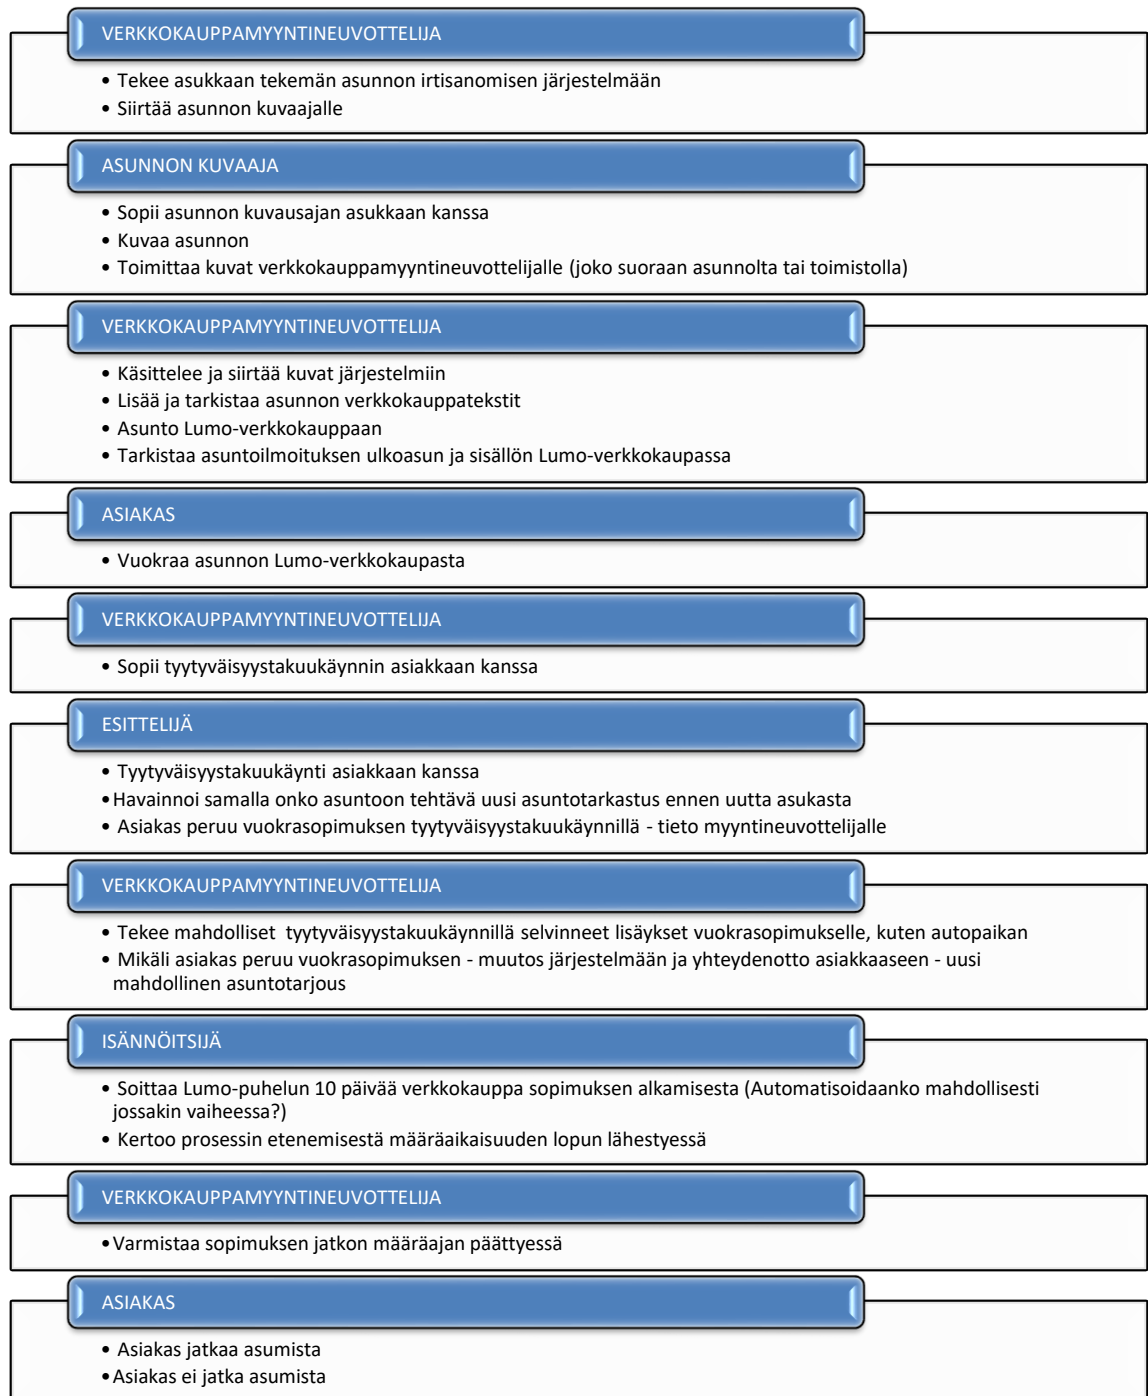 VERKKOKAUPPAMYYNTINEUVOTTELIJA
• Tekee asukkaan tekemän asunnon irtisanomisen järjestelmään
• Siirtää asunnon kuvaajalle
ASUNNON KUVAAJA
• Sopii asunnon kuvausajan asukkaan kanssa
• Kuvaa asunnon
• Toimittaa kuvat verkkokauppamyyntineuvottelijalle (joko suoraan asunnolta tai toimistolla)
VERKKOKAUPPAMYYNTINEUVOTTELIJA
• Käsittelee ja siirtää kuvat järjestelmiin
• Lisää ja tarkistaa asunnon verkkokauppatekstit
• Asunto Lumo-verkkokauppaan
• Tarkistaa asuntoilmoituksen ulkoasun ja sisällön Lumo-verkkokaupassa
ASIAKAS
• Vuokraa asunnon Lumo-verkkokaupasta
VERKKOKAUPPAMYYNTINEUVOTTELIJA
• Sopii tyytyväisyystakuukäynnin asiakkaan kanssa
ESITTELIJÄ
• Tyytyväisyystakuukäynti asiakkaan kanssa
•Havainnoi samalla onko asuntoon tehtävä uusi asuntotarkastus ennen uutta asukasta
• Asiakas peruu vuokrasopimuksen tyytyväisyystakuukäynnillä - tieto myyntineuvottelijalle
VERKKOKAUPPAMYYNTINEUVOTTELIJA
• Tekee mahdolliset  tyytyväisyystakuukäynnillä selvinneet lisäykset vuokrasopimukselle, kuten autopaikan
• Mikäli asiakas peruu vuokrasopimuksen - muutos järjestelmään ja yhteydenotto asiakkaaseen - uusi
mahdollinen asuntotarjous
ISÄNNÖITSIJÄ
• Soittaa Lumo-puhelun 10 päivää verkkokauppa sopimuksen alkamisesta (Automatisoidaanko mahdollisesti
jossakin vaiheessa?)
• Kertoo prosessin etenemisestä määräaikaisuuden lopun lähestyessä
VERKKOKAUPPAMYYNTINEUVOTTELIJA
•Varmistaa sopimuksen jatkon määräajan päättyessä
ASIAKAS
• Asiakas jatkaa asumista
•Asiakas ei jatka asumista